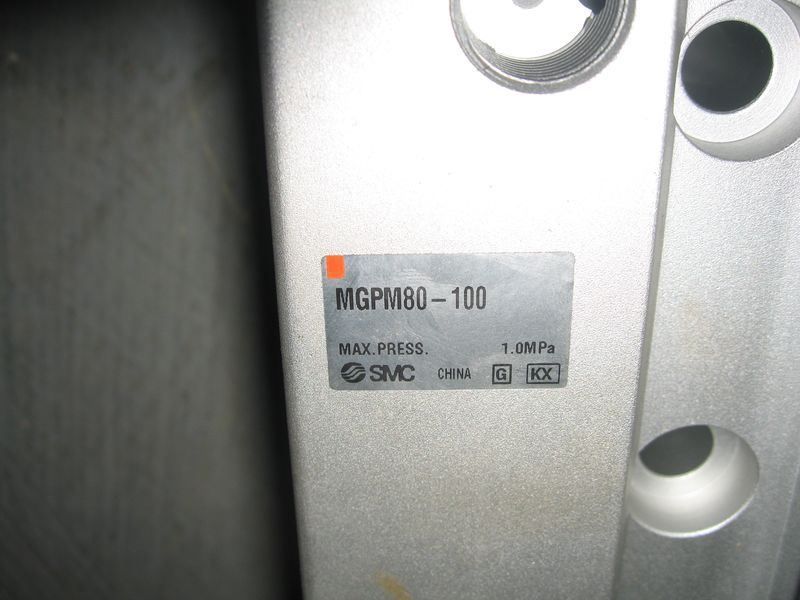 MGPM80-100
MAX.PRESS. 1.0MPa
SMC CHINA G KX